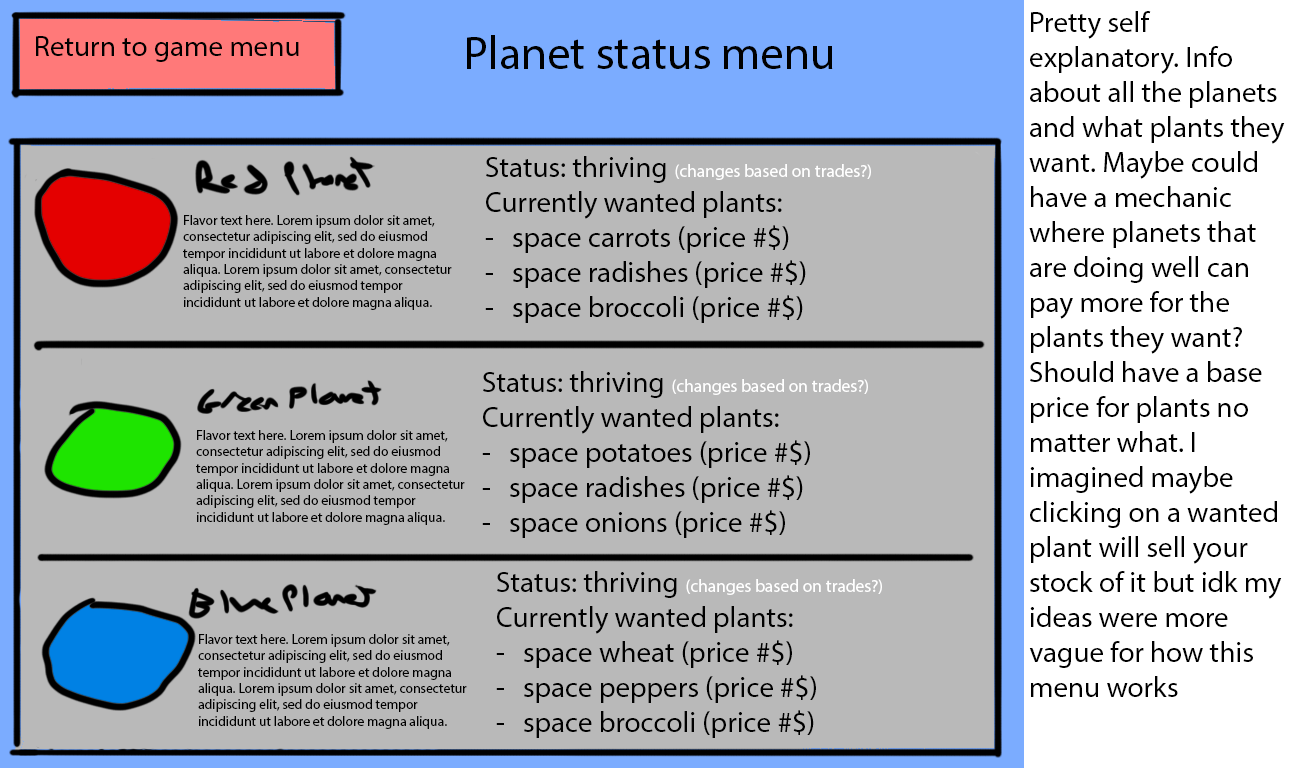 Return to game menu
Planet status menu
Red Planet
Flavor text here. Lorem ipsum dolor sit amet,
consectetur adipiscing elit, sed do eiusmod
tempor incididunt ut labore et dolore magna
aliqua. Lorem ipsum dolor sit amet, consectetur
adipiscing elit, sed do eiusmod tempor
incididunt ut labore et dolore magna aliqua.
Status: thriving (changes based on trades?)
Currently wanted plants:
- space carrots (price #$)
- space radishes (price #$)
- space broccoli (price #$)
Green Planet
Flavor text here. Lorem ipsum dolor sit amet,
consectetur adipiscing elit, sed do eiusmod
tempor incididunt ut labore et dolore magna
aliqua. Lorem ipsum dolor sit amet, consectetur
adipiscing elit, sed do eiusmod tempor
incididunt ut labore et dolore magna aliqua.
Status: thriving (changes based on trades?)
Currently wanted plants:
- space potatoes (price #$)
- space radishes (price #$)
- space onions (price #$)
Blue Planet
Flavor text here. Lorem ipsum dolor sit amet,
consectetur adipiscing elit, sed do eiusmod
tempor incididunt ut labore et dolore magna
aliqua. Lorem ipsum dolor sit amet, consectetur
adipiscing elit, sed do eiusmod tempor
incididunt ut labore et dolore magna aliqua.
Status: thriving (changes based on trades?)
Currently wanted plants:
- space wheat (price #$)
- space peppers (price #$)
- space broccoli (price #$)
Pretty self
explanatory. Info
about all the planets
and what plants they
want. Maybe could
have a mechanic
where planets that
are doing well can
pay more for the
plants they want?
Should have a base
price for plants no
matter what. I
imagined maybe
clicking on a wanted
plant will sell your
stock of it but idk my
ideas were more
vague for how this
menu works